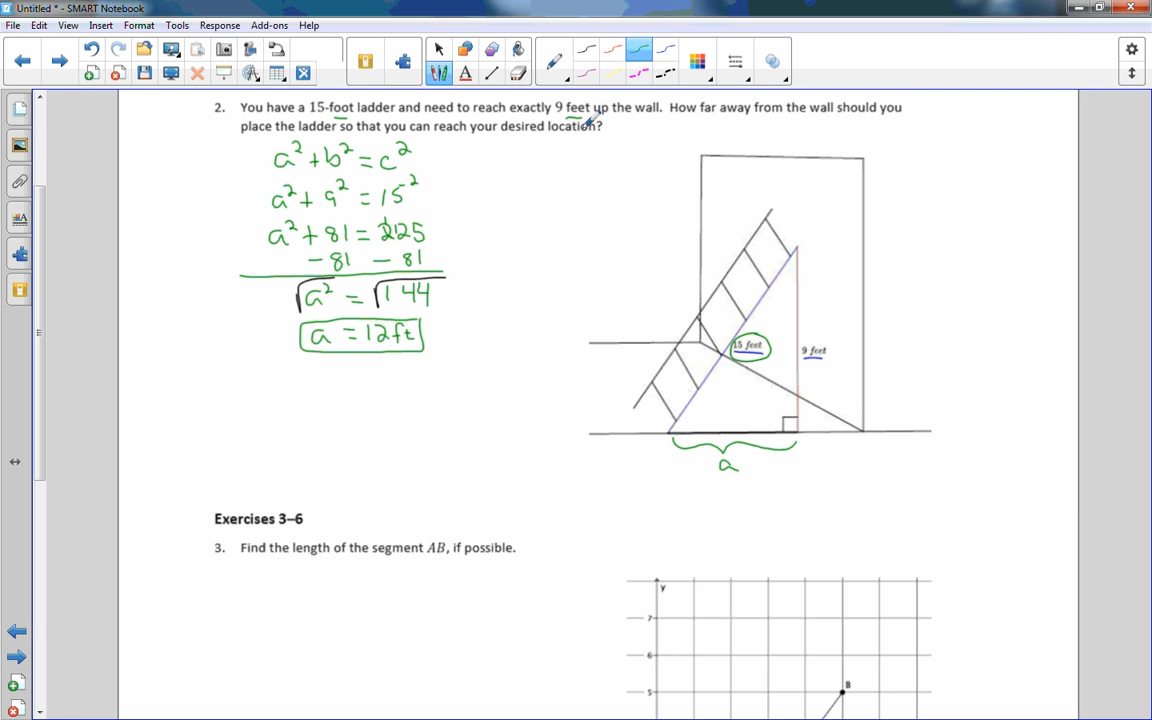 Untitled * - SMART Notebook
File Edit View Insert Format Tools Response Add-ons Help
2. You have a 15-foot ladder and need to reach exactly 9 feet up the wall. How far away from the wall should you
place the ladder so that you can reach your desired location?
a² + b² = c²
a² + 9² = 15²
a² + 81 = 225
- 81 - 81
√a² = √144
a = 12ft
15 feet
9 feet
a
Exercises 3–6
3. Find the length of the segment AB, if possible.
y
7
6
B
5